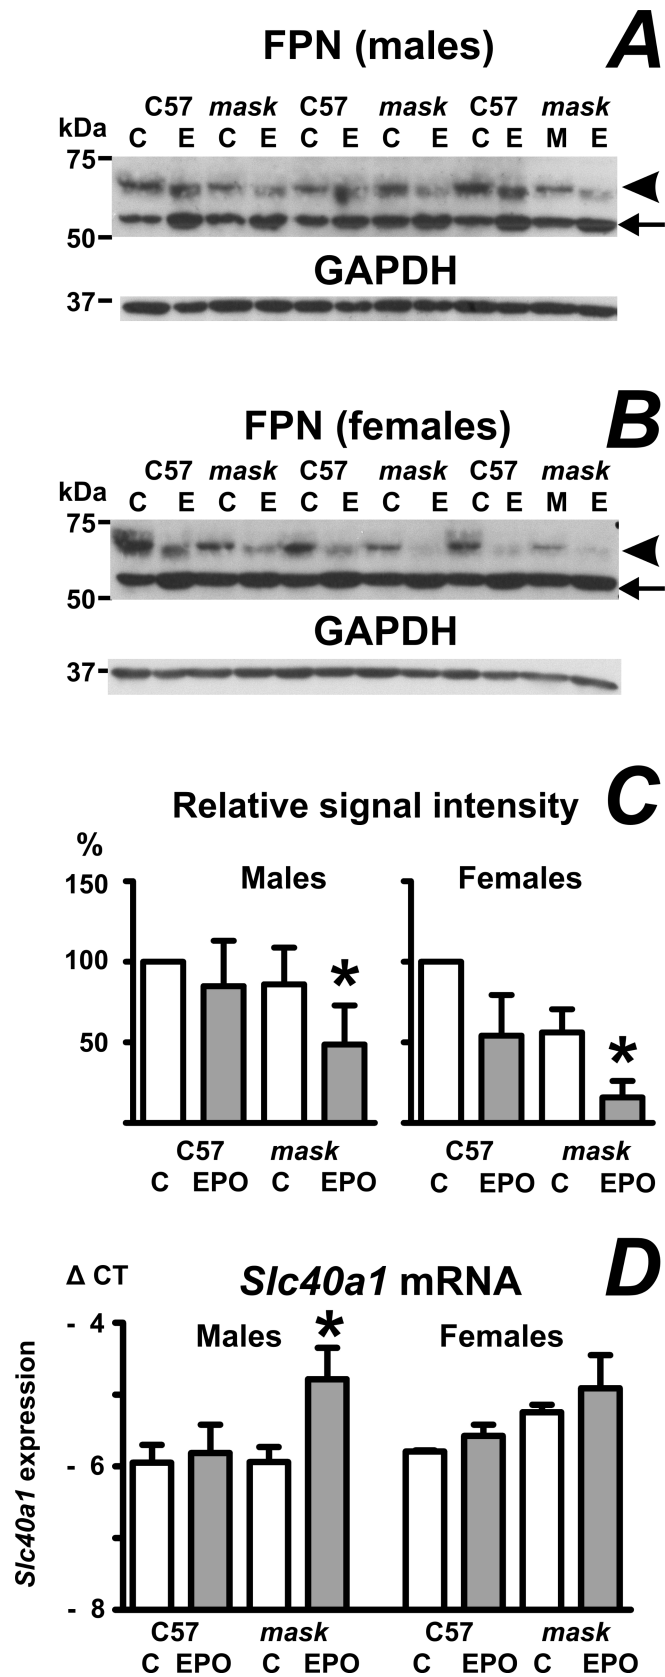 A
FPN (males)
C57 mask C57 mask C57 mask
kDa
C E C E C E C E C E M E
75
50
GAPDH
37
B
FPN (females)
C57 mask C57 mask C57 mask
kDa
C E C E C E C E C E M E
75
50
GAPDH
37
C
Relative signal intensity
%
Males Females
150
100
50
*
*
C57 mask C57 mask
C EPO C EPO C EPO C EPO
D
Δ CT
Slc40a1 mRNA
- 4
Males * Females
- 6
- 8
Slc40a1 expression
C57 mask C57 mask
C EPO C EPO C EPO C EPO